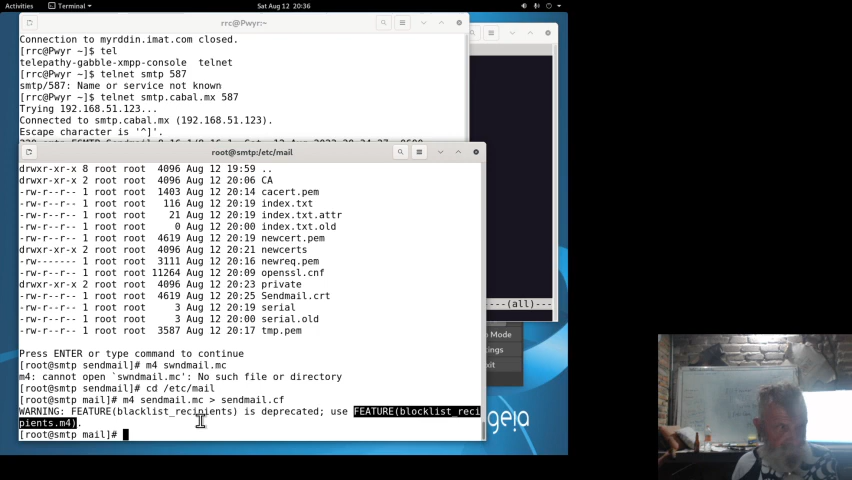 Activities
Terminal
Sat Aug 12 20:36
rrc@Pwyr:~
Connection to myrddin.imat.com closed.
[rrc@Pwyr ~]$ tel
telepathy-gabble-xmpp-console telnet
[rrc@Pwyr ~]$ telnet smtp 587
smtp/587: Name or service not known
[rrc@Pwyr ~]$ telnet smtp.cabal.mx 587
Trying 192.168.51.123...
Connected to smtp.cabal.mx (192.168.51.123).
Escape character is '^]'.
root@smtp:/etc/mail
drwxr-xr-x 8 root root 4096 Aug 12 19:59 ..
drwxr-xr-x 2 root root 4096 Aug 12 20:06 CA
-rw-r--r-- 1 root root 1403 Aug 12 20:14 cacert.pem
-rw-r--r-- 1 root root 116 Aug 12 20:19 index.txt
-rw-r--r-- 1 root root 21 Aug 12 20:19 index.txt.attr
-rw-r--r-- 1 root root 0 Aug 12 20:00 index.txt.old
-rw-r--r-- 1 root root 4619 Aug 12 20:19 newcert.pem
drwxr-xr-x 2 root root 4096 Aug 12 20:21 newcerts
-rw------- 1 root root 3111 Aug 12 20:16 newreq.pem
-rw-r--r-- 1 root root 11264 Aug 12 20:09 openssl.cnf
drwxr-xr-x 2 root root 4096 Aug 12 20:23 private
-rw-r--r-- 1 root root 4619 Aug 12 20:25 Sendmail.crt
-rw-r--r-- 1 root root 3 Aug 12 20:19 serial
-rw-r--r-- 1 root root 3 Aug 12 20:00 serial.old
-rw-r--r-- 1 root root 3587 Aug 12 20:17 tmp.pem
Press ENTER or type command to continue
[root@smtp sendmail]# m4 swndmail.mc
m4: cannot open `swndmail.mc': No such file or directory
[root@smtp sendmail]# cd /etc/mail
[root@smtp mail]# m4 sendmail.mc > sendmail.cf
WARNING: FEATURE(blacklist_recipients) is deprecated; use FEATURE(blocklist_reci
pients.m4).
[root@smtp mail]#
---(all)---
Mode
ngs
xit
geia